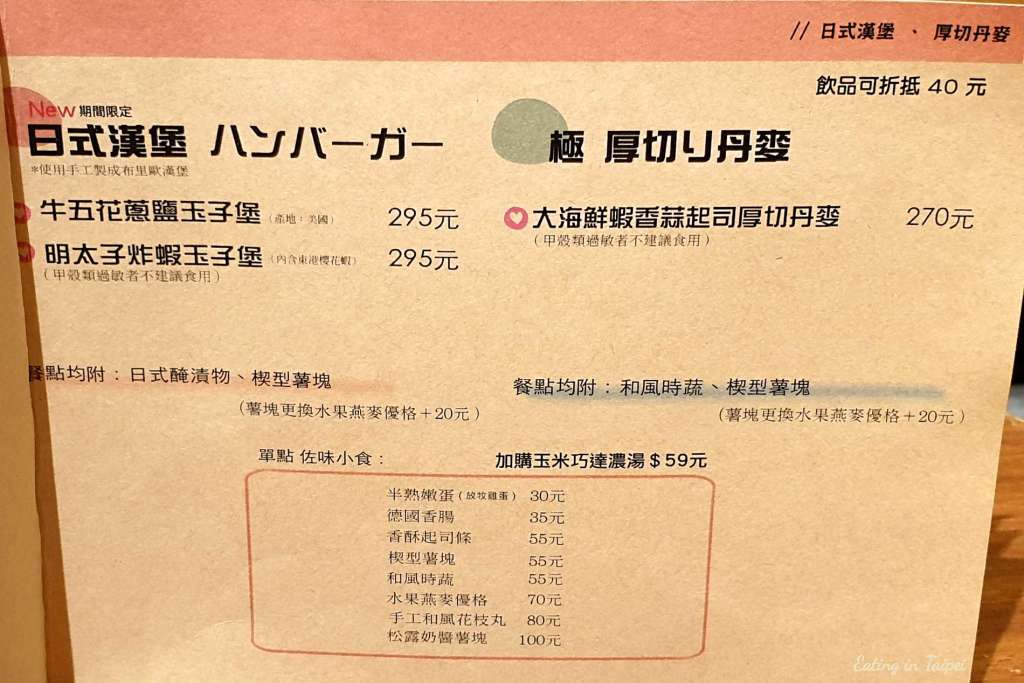 // 日式漢堡 · 厚切丹麥
飲品可折抵 40 元
New 期間限定
日式漢堡 ハンバーガー
*使用手工製成布里歐漢堡
牛五花蔥鹽玉子堡(產地:美國) 295元
明太子炸蝦玉子堡(內含東港櫻花蝦) 295元
(甲殼類過敏者不建議食用)
餐點均附:日式醃漬物、楔型薯塊
(薯塊更換水果燕麥優格+20元)
極 厚切り丹麥
大海鮮蝦香蒜起司厚切丹麥 270元
(甲殼類過敏者不建議食用)
餐點均附:和風時蔬、楔型薯塊
(薯塊更換水果燕麥優格+20元)
單點 佐味小食:
加購玉米巧達濃湯$59元
半熟嫩蛋(放牧雞蛋) 30元
德國香腸 35元
香酥起司條 55元
楔型薯塊 55元
和風時蔬 55元
水果燕麥優格 70元
手工和風花枝丸 80元
松露奶醬薯塊 100元
Eating in Taipei